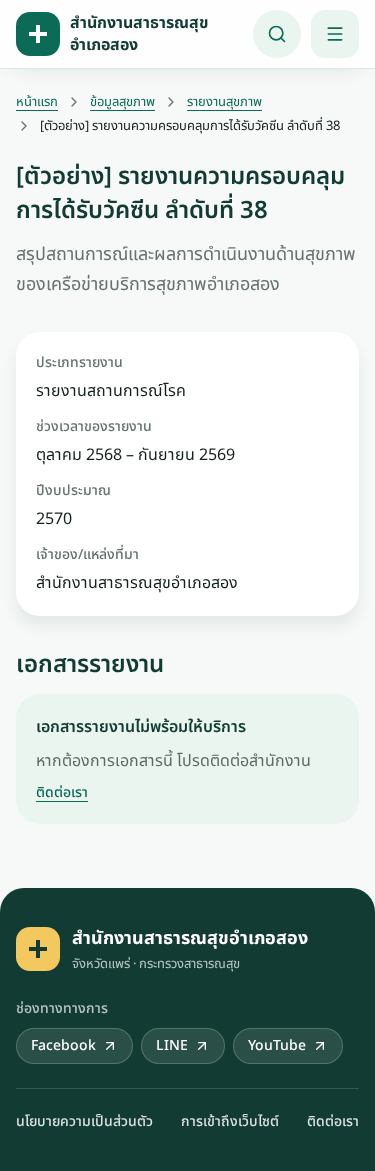 สำนักงานสาธารณสุข
อำเภอสอง
หน้าแรก
ข้อมูลสุขภาพ
รายงานสุขภาพ
[ตัวอย่าง] รายงานความครอบคลุมการได้รับวัคซีน ลำดับที่ 38
[ตัวอย่าง] รายงานความครอบคลุม
การได้รับวัคซีน ลำดับที่ 38
สรุปสถานการณ์และผลการดำเนินงานด้านสุขภาพ
ของเครือข่ายบริการสุขภาพอำเภอสอง
ประเภทรายงาน
รายงานสถานการณ์โรค
ช่วงเวลาของรายงาน
ตุลาคม 2568 – กันยายน 2569
ปีงบประมาณ
2570
เจ้าของ/แหล่งที่มา
สำนักงานสาธารณสุขอำเภอสอง
เอกสารรายงาน
เอกสารรายงานไม่พร้อมให้บริการ
หากต้องการเอกสารนี้ โปรดติดต่อสำนักงาน
ติดต่อเรา
สำนักงานสาธารณสุขอำเภอสอง
จังหวัดแพร่ · กระทรวงสาธารณสุข
ช่องทางทางการ
Facebook
LINE
YouTube
นโยบายความเป็นส่วนตัว
การเข้าถึงเว็บไซต์
ติดต่อเรา